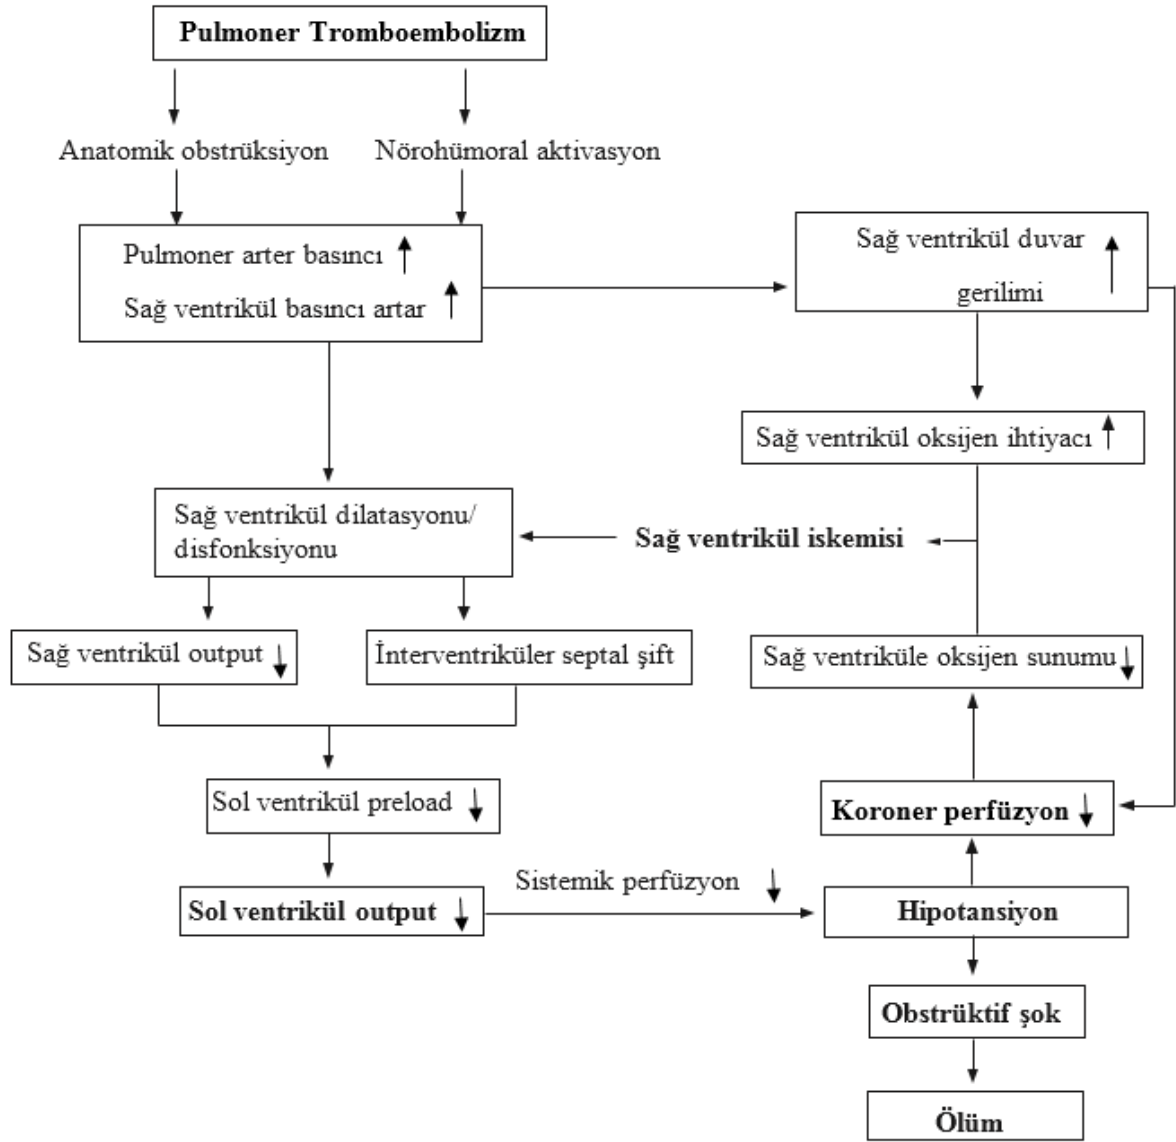 Pulmoner Tromboembolizm
Anatomik obstrüksiyon
Nörohümoral aktivasyon
Pulmoner arter basıncı ↑
Sağ ventrikül basıncı artar ↑
Sağ ventrikül duvar ↑
gerilimi
Sağ ventrikül oksijen ihtiyacı ↑
Sağ ventrikül dilatasyonu/
disfonksiyonu
Sağ ventrikül iskemisi
Sağ ventrikül output ↓
İnterventriküler septal şift
Sağ ventriküle oksijen sunumu ↓
Sol ventrikül preload ↓
Koroner perfüzyon ↓
Sol ventrikül output ↓
Sistemik perfüzyon ↓
Hipotansiyon
Obstrüktif şok
Ölüm